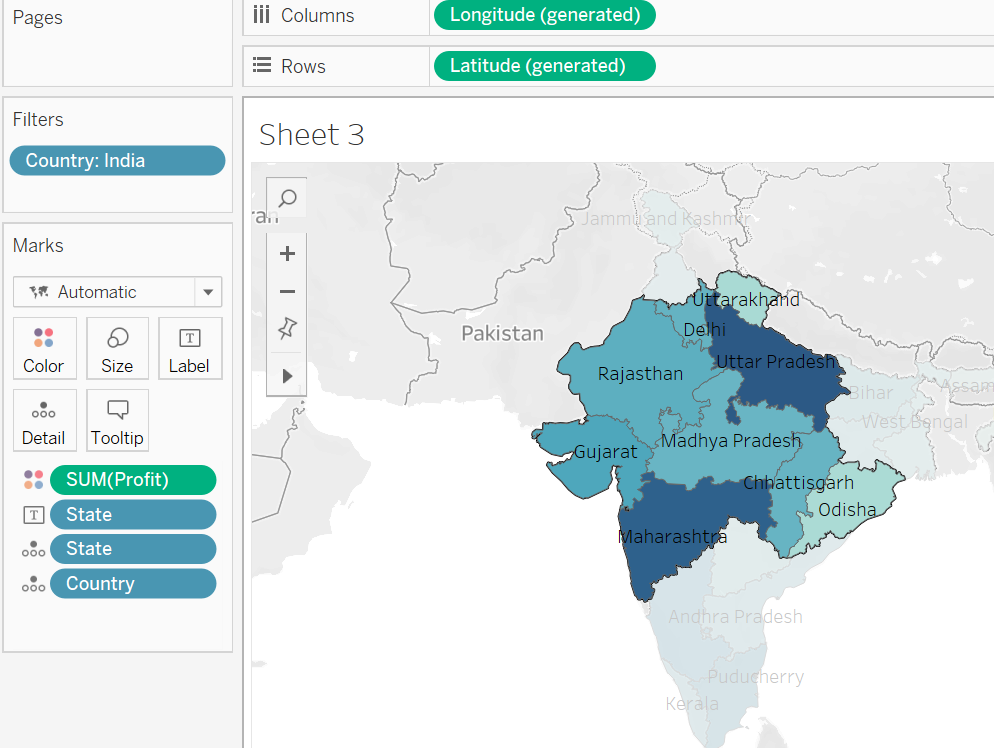 Pages
Columns
Longitude (generated)
Rows
Latitude (generated)
Filters
Country: India
Sheet 3
Marks
Automatic
Color
Size
T
Label
Detail
Tooltip
SUM(Profit)
T
State
State
Country
ran
Jammu and Kashmir
Pakistan
Uttarakhand
Delhi
Uttar Pradesh
Rajasthan
Bihar
Assam
West Bengal
Madhya Pradesh
Gujarat
Chhattisgarh
Odisha
Maharashtra
Andhra Pradesh
Puducherry
Kerala